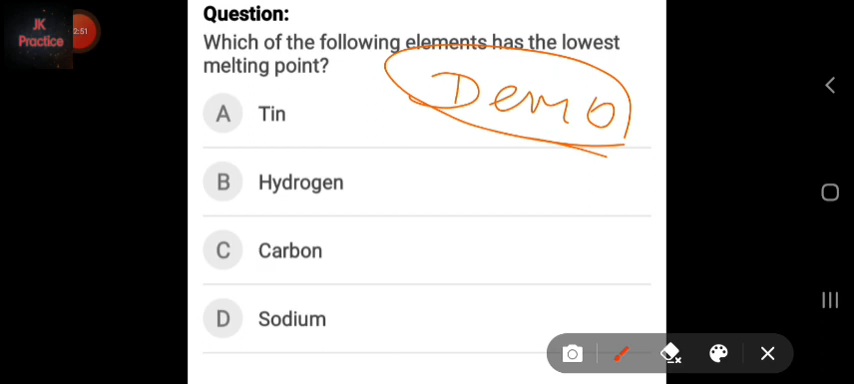 JK
Practice
2:51
Question:
Which of the following elements has the lowest
melting point?
Demo
A Tin
B Hydrogen
C Carbon
D Sodium